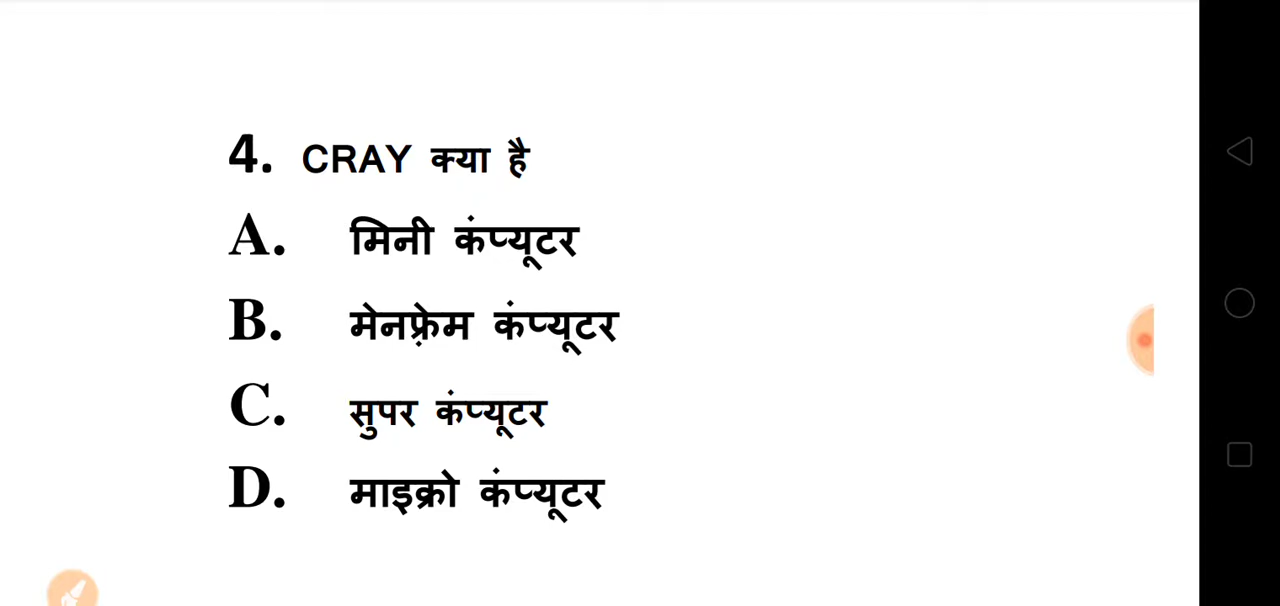 4. CRAY क्या है
A. मिनी कंप्यूटर
B. मेनफ़्रेम कंप्यूटर
C. सुपर कंप्यूटर
D. माइक्रो कंप्यूटर